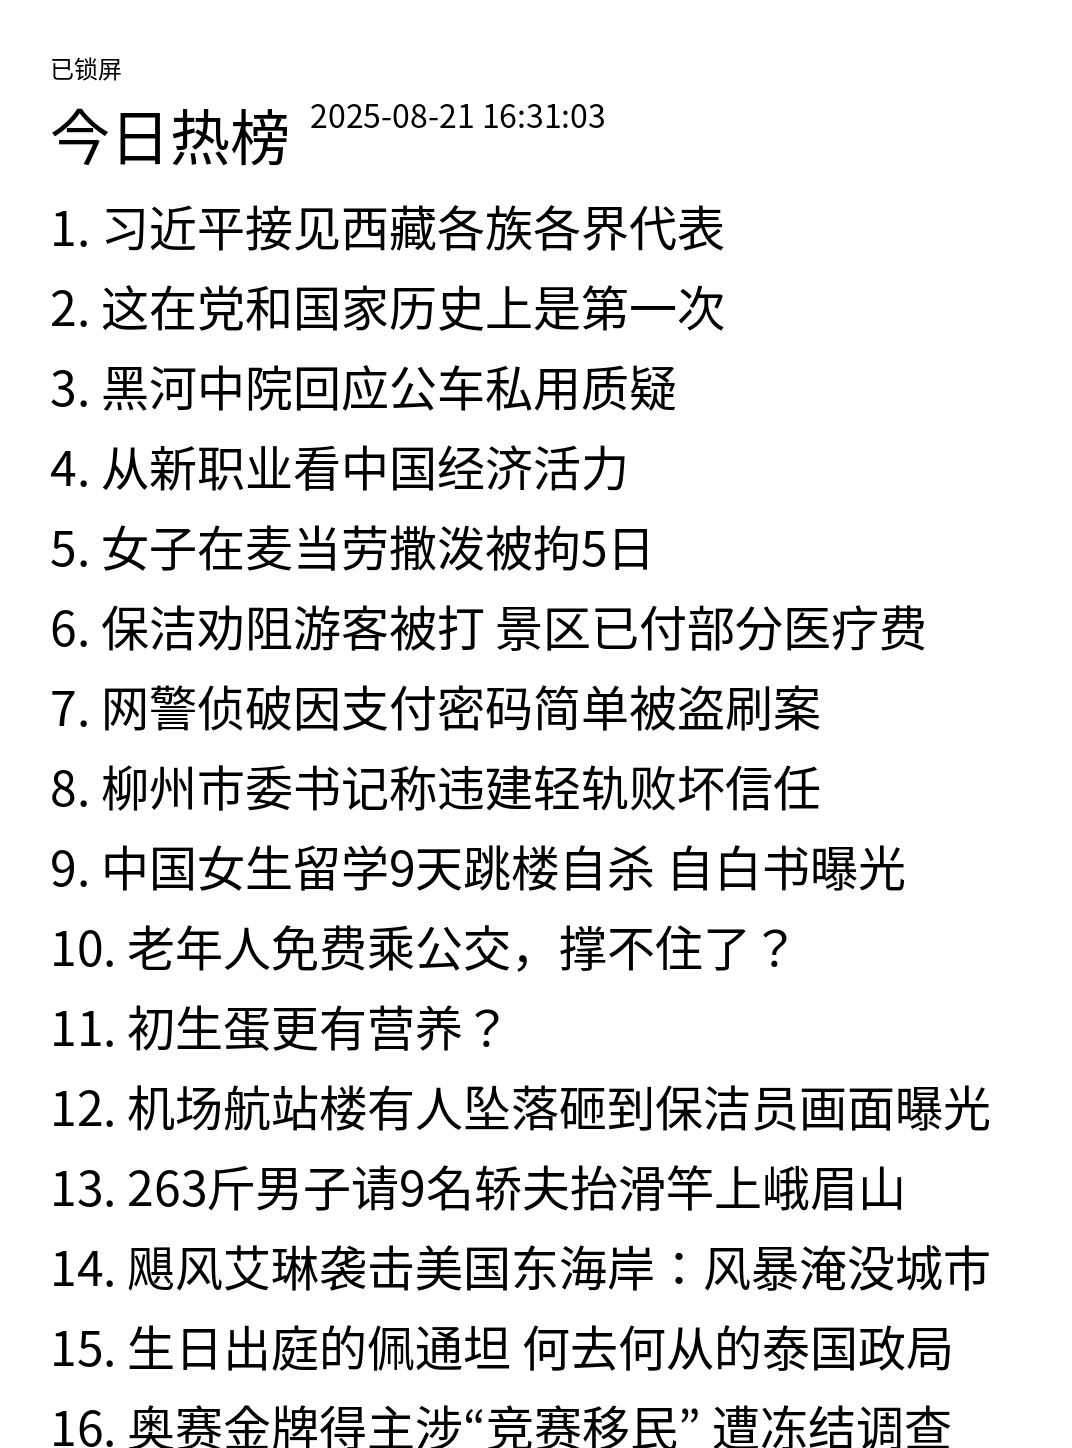 已锁屏
今日热榜 2025-08-21 16:31:03
1. 习近平接见西藏各族各界代表
2. 这在党和国家历史上是第一次
3. 黑河中院回应公车私用质疑
4. 从新职业看中国经济活力
5. 女子在麦当劳撒泼被拘5日
6. 保洁劝阻游客被打 景区已付部分医疗费
7. 网警侦破因支付密码简单被盗刷案
8. 柳州市委书记称违建轻轨败坏信任
9. 中国女生留学9天跳楼自杀 自白书曝光
10. 老年人免费乘公交，撑不住了？
11. 初生蛋更有营养？
12. 机场航站楼有人坠落砸到保洁员画面曝光
13. 263斤男子请9名轿夫抬滑竿上峨眉山
14. 飓风艾琳袭击美国东海岸：风暴淹没城市
15. 生日出庭的佩通坦 何去何从的泰国政局
16. 奥赛金牌得主涉“竞赛移民” 遭冻结调查